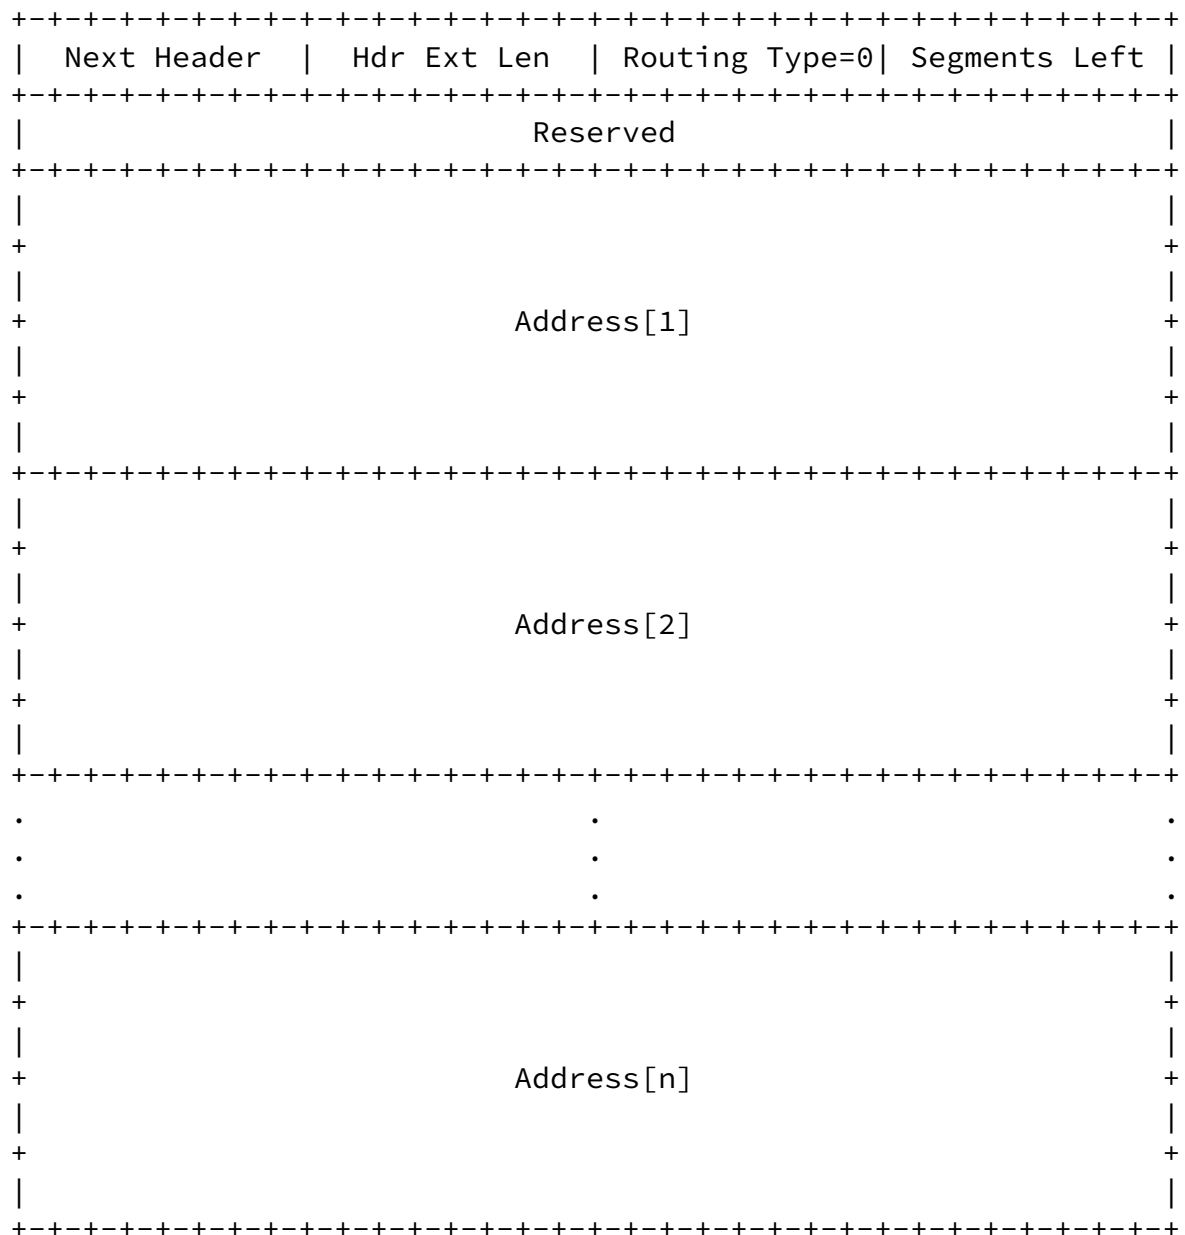 Next Header | Hdr Ext Len | Routing Type=0| Segments Left
Reserved
Address[1]
Address[2]
Address[n]